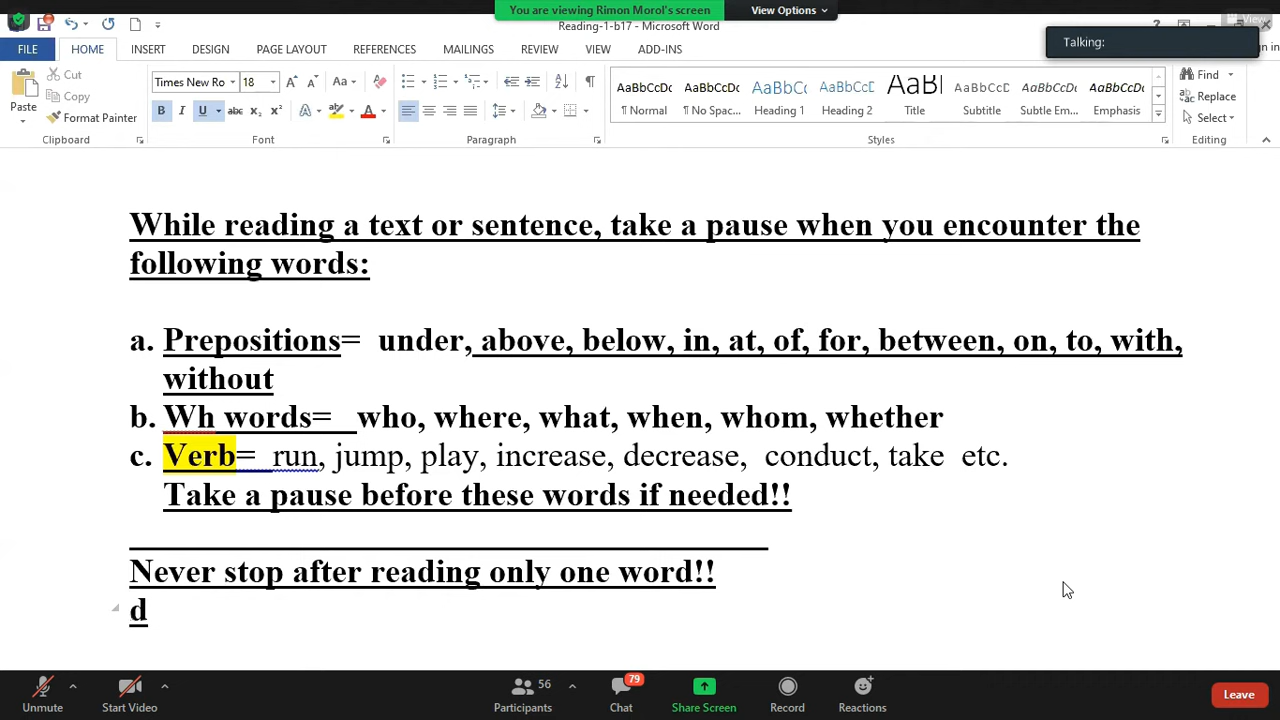 You are viewing Rimon Morol's screen
View Options
View
Reading-1-b17 - Microsoft Word
Talking:
FILE HOME INSERT DESIGN PAGE LAYOUT REFERENCES MAILINGS REVIEW VIEW ADD-INS
Cut
Copy
Format Painter
Paste
Times New Ro 18
AaBbCcDc AaBbCcDc AaBbC AaBbCcD AaBl AaBbCcD AaBbCcDc AaBbCcDc
¶ Normal ¶ No Spac... Heading 1 Heading 2 Title Subtitle Subtle Em... Emphasis
Find
Replace
Select
Clipboard Font Paragraph Styles Editing
While reading a text or sentence, take a pause when you encounter the
following words:
a. Prepositions= under, above, below, in, at, of, for, between, on, to, with,
without
b. Wh words= who, where, what, when, whom, whether
c. Verb= run, jump, play, increase, decrease, conduct, take etc.
Take a pause before these words if needed!!
Never stop after reading only one word!!
d
56
79
Unmute Start Video Participants Chat Share Screen Record Reactions Leave